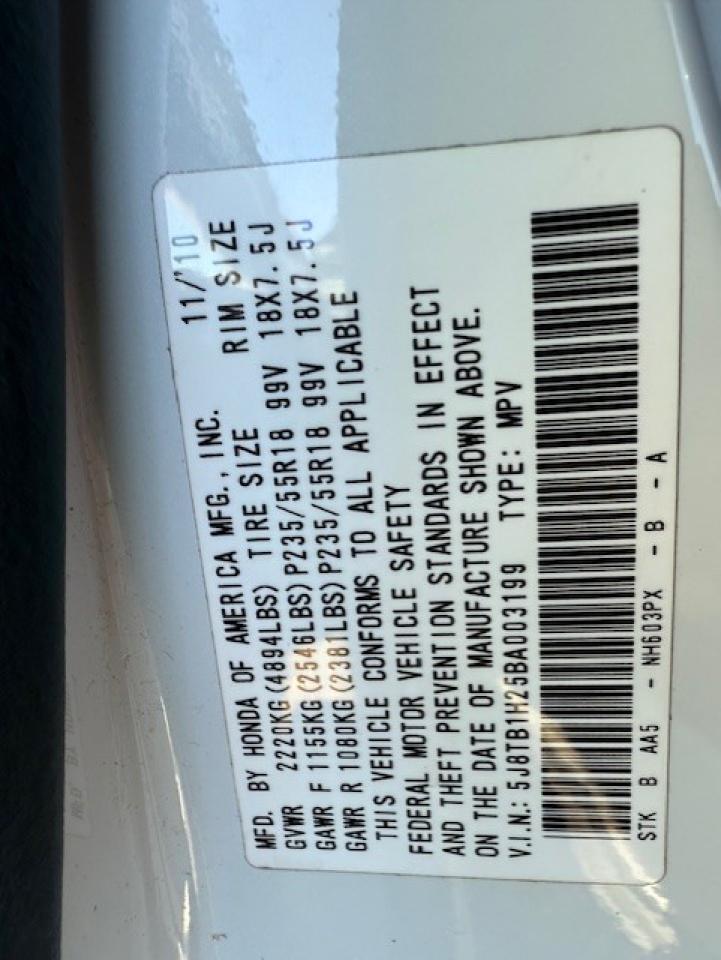 MFD. BY HONDA OF AMERICA MFG., INC. 11/'10
GVWR 2220KG(4894LBS) TIRE SIZE RIM SIZE
GAWR F 1155KG(2546LBS)P235/55R18 99V 18X7.5J
GAWR R 1080KG(2381LBS)P235/55R18 99V 18X7.5J
THIS VEHICLE CONFORMS TO ALL APPLICABLE
FEDERAL MOTOR VEHICLE SAFETY
AND THEFT PREVENTION STANDARDS IN EFFECT
ON THE DATE OF MANUFACTURE SHOWN ABOVE.
V.I.N.: 5J8TB1H25BA003199 TYPE: MPV
STK B AA5 - NH603PX - B - A